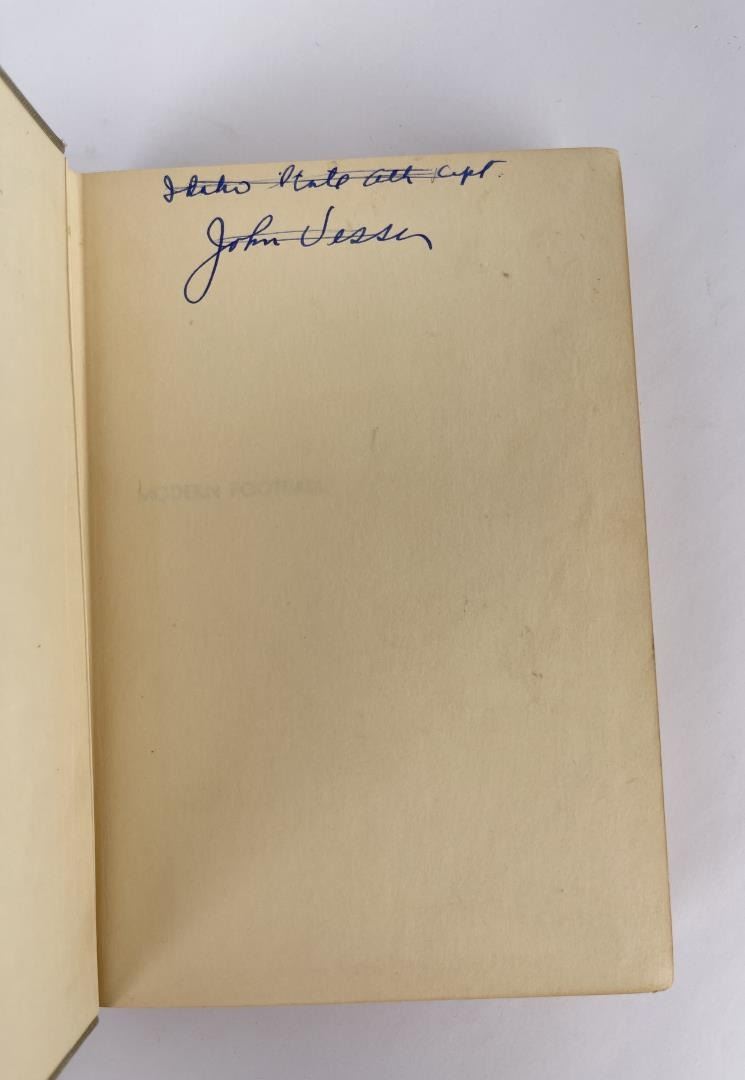 Idaho State Ath Dept.
John Vesser
MODERN FOOTBALL